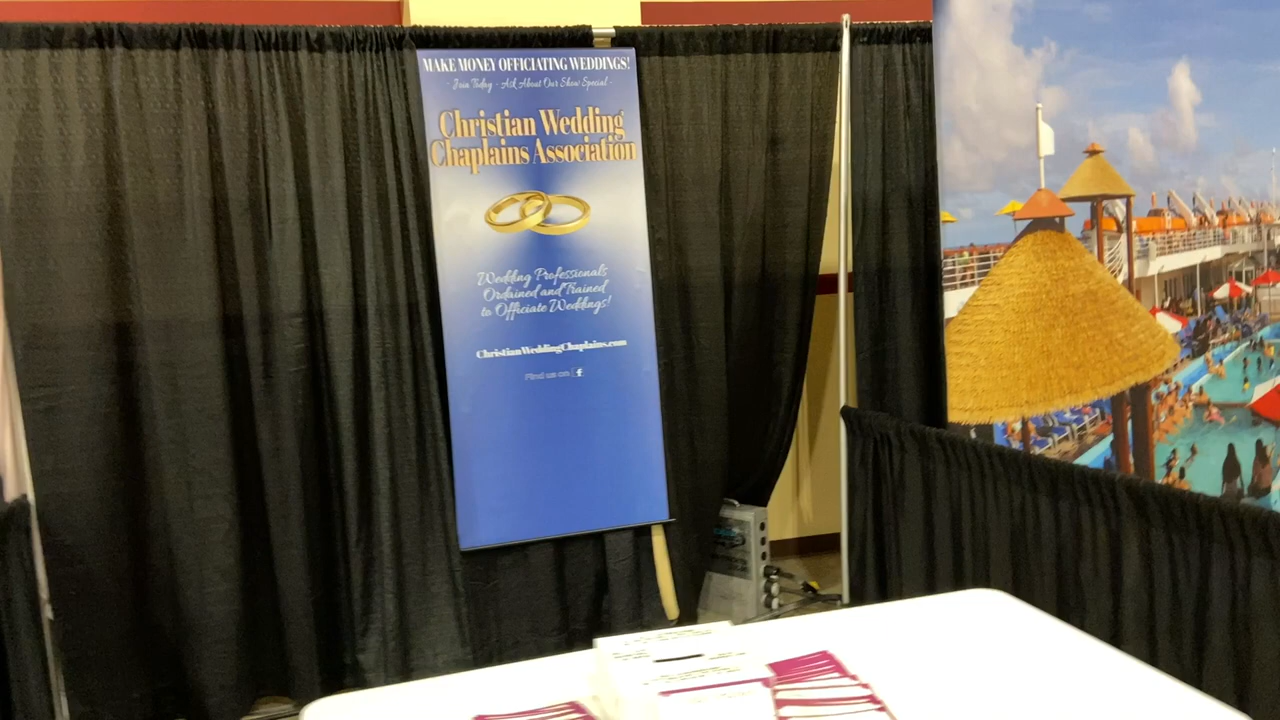 MAKE MONEY OFFICIATING WEDDINGS!
Join Today - Ask About Our Show Special -
Christian Wedding
Chaplains Association
Wedding Professionals
Ordained and Trained
to Officiate Weddings!
ChristianWeddingChaplains.com
Find us on f